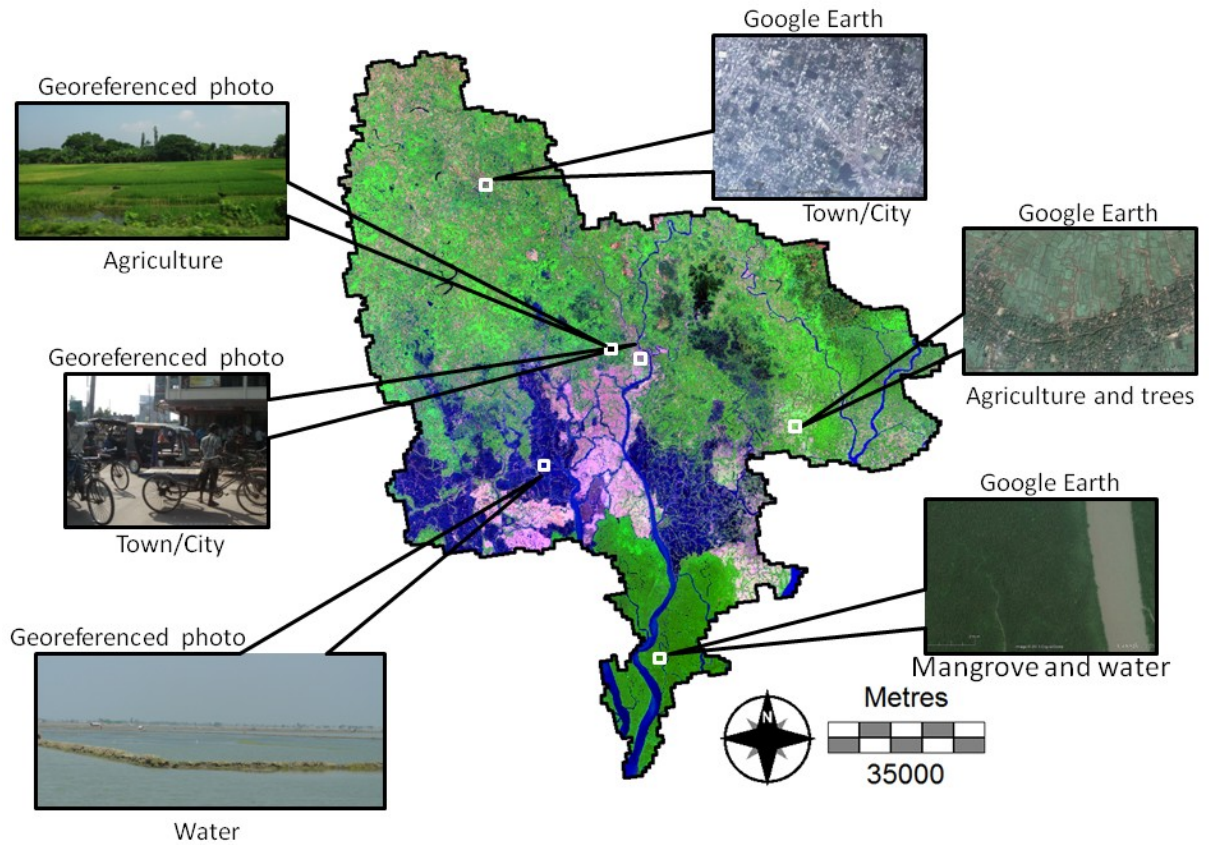 Google Earth
Georeferenced photo
Town/City
Agriculture
Google Earth
Georeferenced photo
Agriculture and trees
Google Earth
Town/City
Georeferenced photo
Mangrove and water
Metres
N
35000
Water